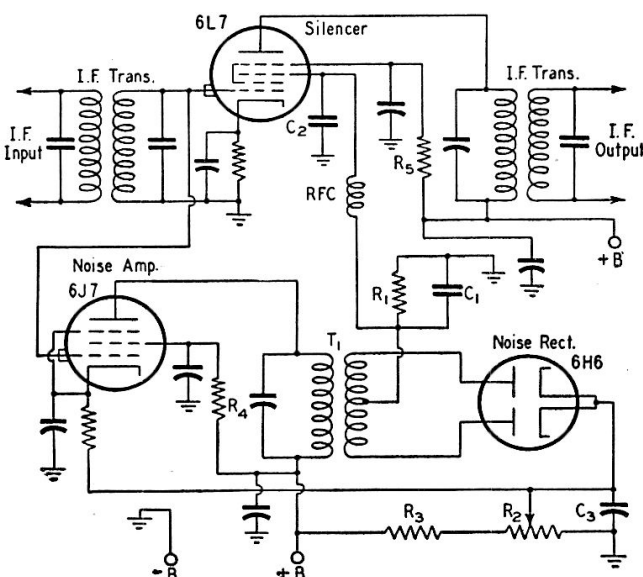 6L7
Silencer
I.F. Trans.
I.F. Trans.
I.F.
Input
C2
R5
I.F.
Output
RFC
+B
Noise Amp.
6J7
R1
C1
T1
Noise Rect.
6H6
R4
R3
R2
C3
-B
+B